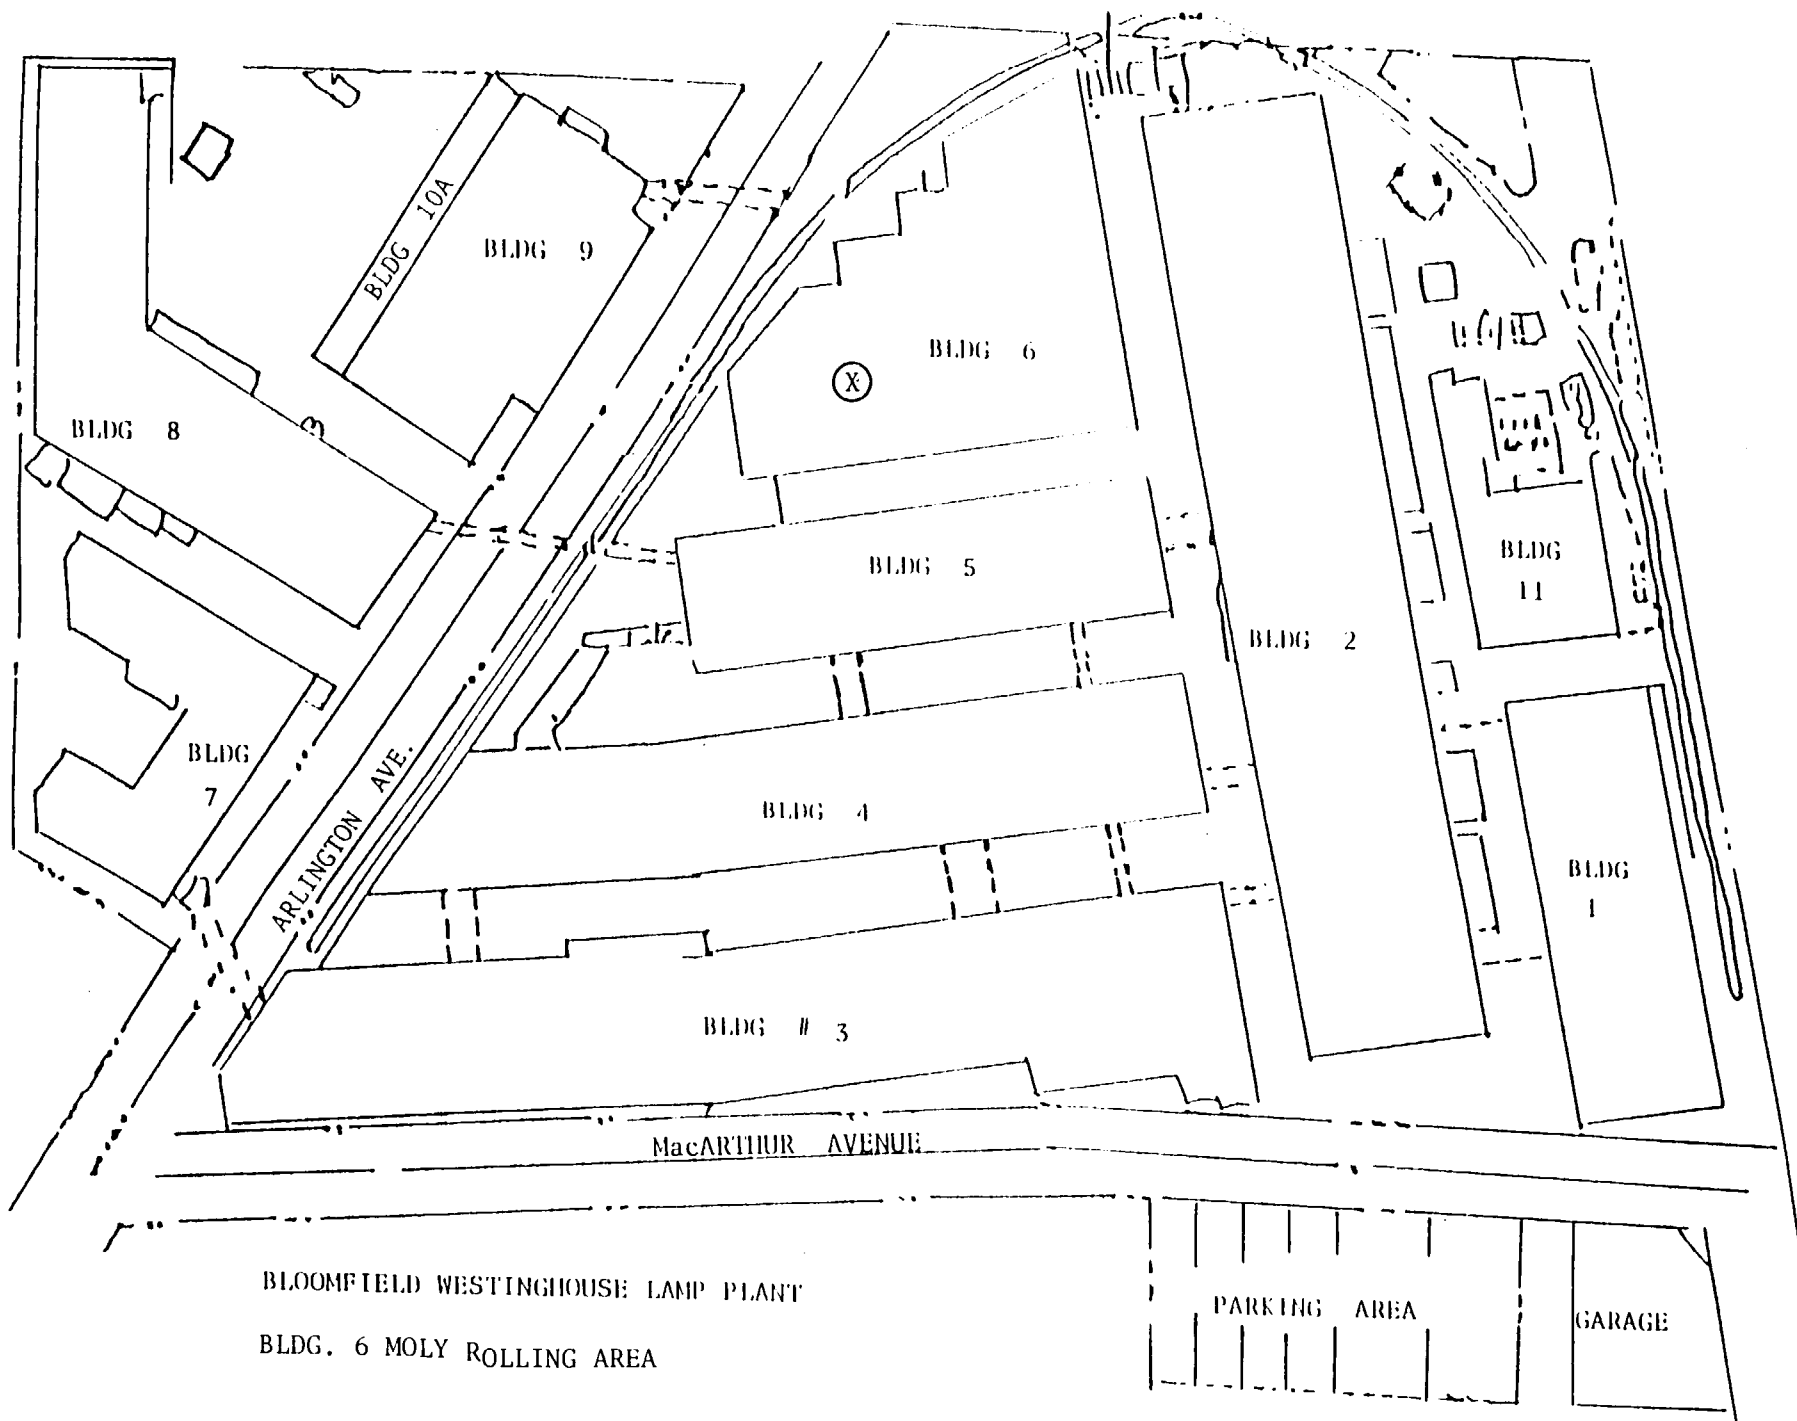 BLDG 10A
BLDG 9
BLDG 6
X
BLDG 8
BLDG 5
BLDG
11
BLDG 2
BLDG
7
ARLINGTON AVE.
BLDG 4
BLDG
1
BLDG # 3
MacARTHUR AVENUE
BLOOMFIELD WESTINGHOUSE LAMP PLANT
PARKING AREA
GARAGE
BLDG. 6 MOLY ROLLING AREA